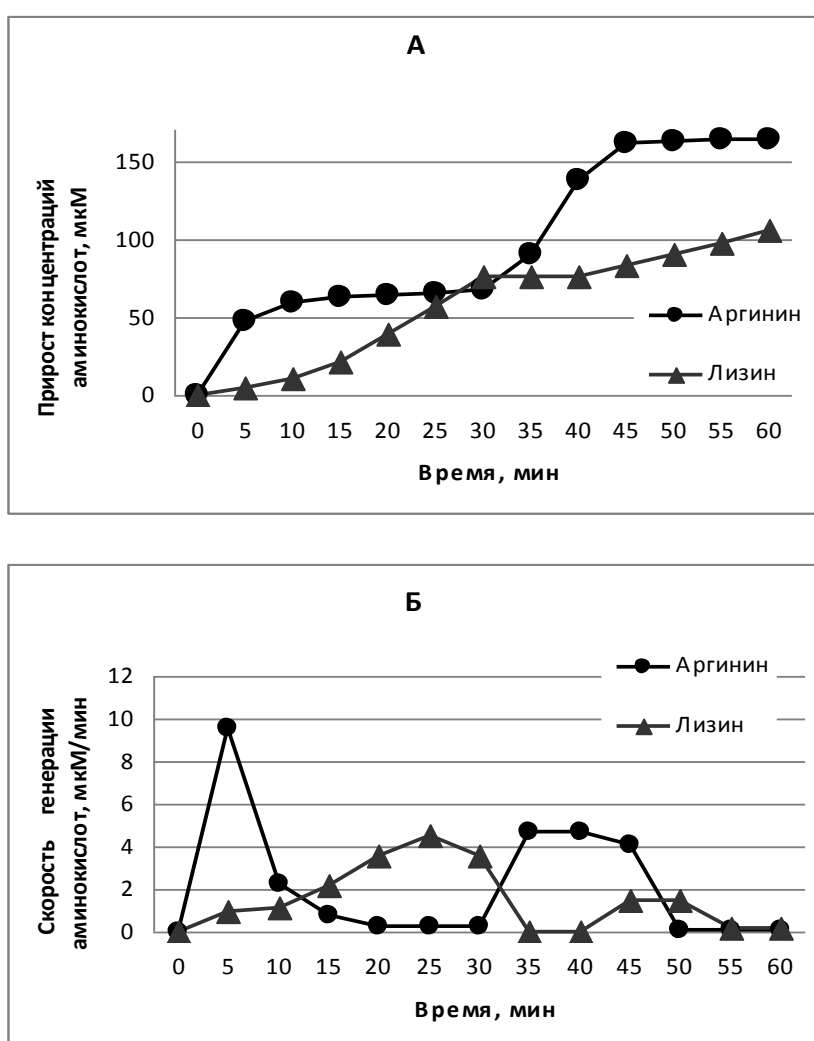 А
Прирост концентраций
аминокислот, мкМ
150
100
50
0
Аргинин
Лизин
0 5 10 15 20 25 30 35 40 45 50 55 60
Время, мин
Б
Скорость генерации
аминокислот, мкМ/мин
12
10
8
6
4
2
0
Аргинин
Лизин
0 5 10 15 20 25 30 35 40 45 50 55 60
Время, мин